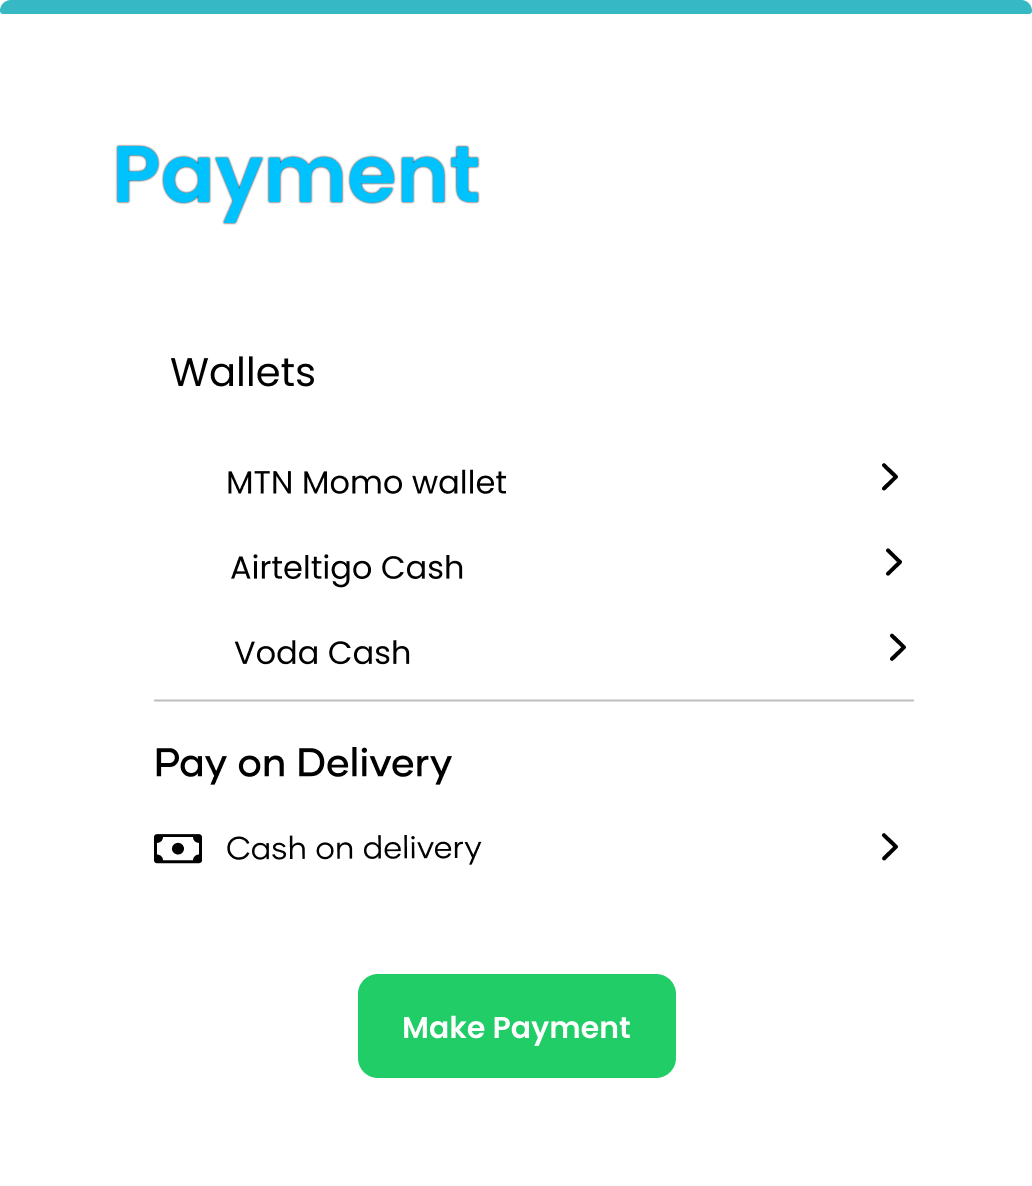 Payment
Wallets
MTN Momo wallet
Airteltigo Cash
Voda Cash
Pay on Delivery
Cash on delivery
Make Payment